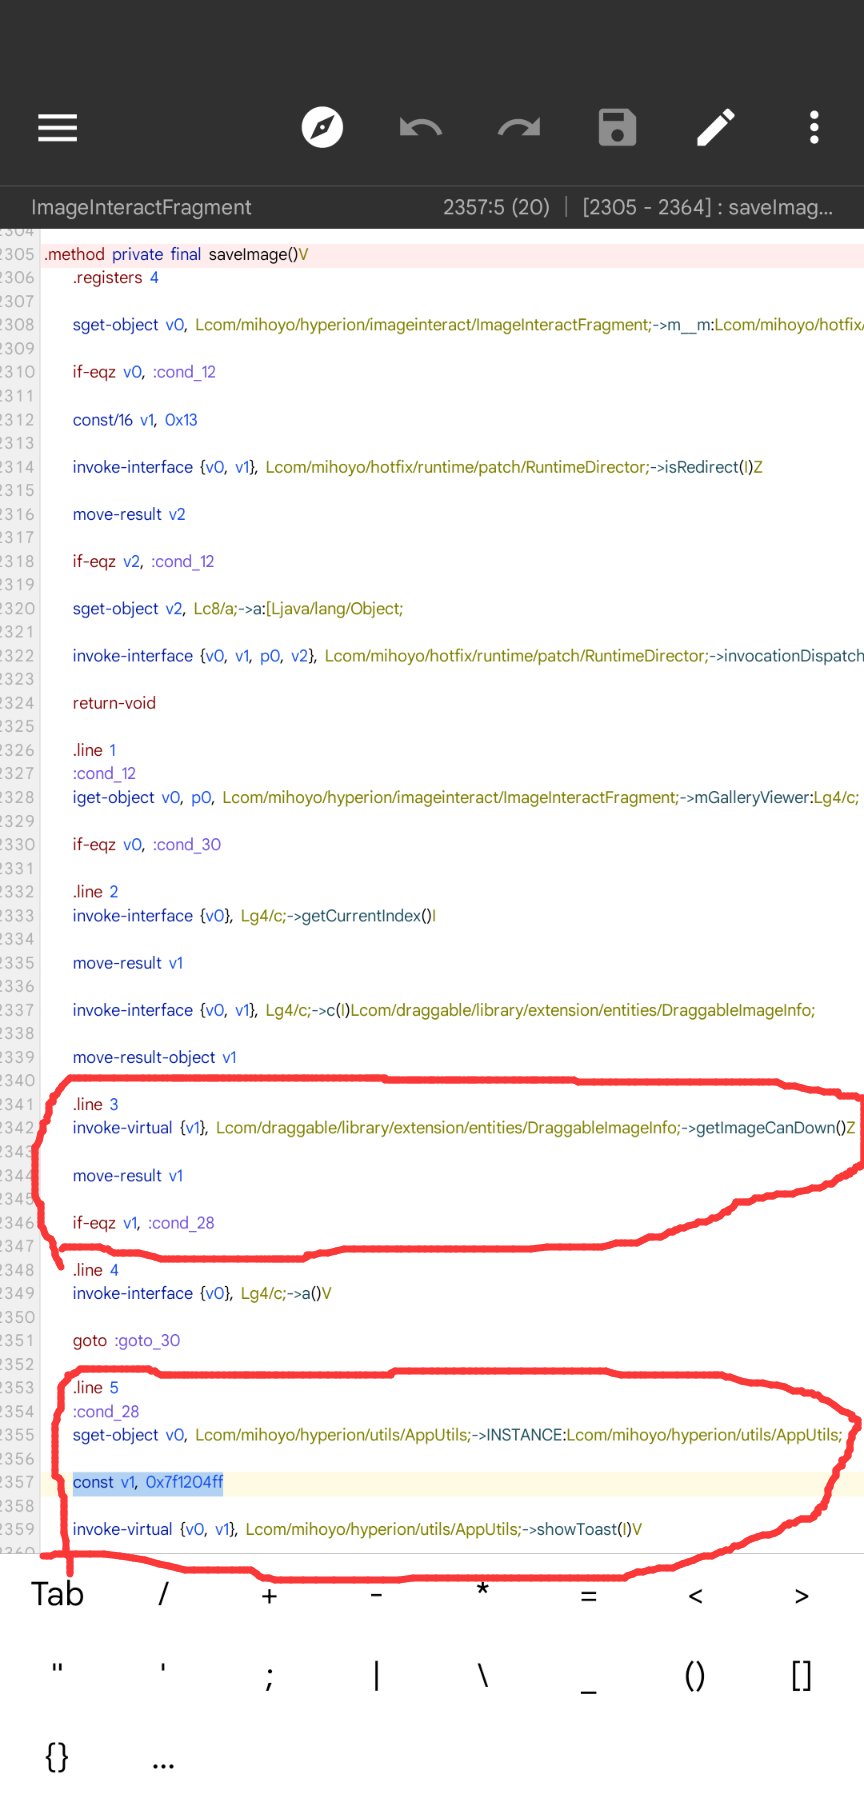 ImageInteractFragment 2357:5 (20) | [2305 - 2364] : saveImag...
2304
2305 .method private final saveImage()V
2306 .registers 4
2307
2308 sget-object v0, Lcom/mihoyo/hyperion/imageinteract/ImageInteractFragment;->m__m:Lcom/mihoyo/hotfix/
2309
2310 if-eqz v0, :cond_12
2311
2312 const/16 v1, 0x13
2313
2314 invoke-interface {v0, v1}, Lcom/mihoyo/hotfix/runtime/patch/RuntimeDirector;->isRedirect(I)Z
2315
2316 move-result v2
2317
2318 if-eqz v2, :cond_12
2319
2320 sget-object v2, Lc8/a;->a:[Ljava/lang/Object;
2321
2322 invoke-interface {v0, v1, p0, v2}, Lcom/mihoyo/hotfix/runtime/patch/RuntimeDirector;->invocationDispatch
2323
2324 return-void
2325
2326 .line 1
2327 :cond_12
2328 iget-object v0, p0, Lcom/mihoyo/hyperion/imageinteract/ImageInteractFragment;->mGalleryViewer:Lg4/c;
2329
2330 if-eqz v0, :cond_30
2331
2332 .line 2
2333 invoke-interface {v0}, Lg4/c;->getCurrentIndex()I
2334
2335 move-result v1
2336
2337 invoke-interface {v0, v1}, Lg4/c;->c(I)Lcom/draggable/library/extension/entities/DraggableImageInfo;
2338
2339 move-result-object v1
2340
2341 .line 3
2342 invoke-virtual {v1}, Lcom/draggable/library/extension/entities/DraggableImageInfo;->getImageCanDown()Z
2343
2344 move-result v1
2345
2346 if-eqz v1, :cond_28
2347
2348 .line 4
2349 invoke-interface {v0}, Lg4/c;->a()V
2350
2351 goto :goto_30
2352
2353 .line 5
2354 :cond_28
2355 sget-object v0, Lcom/mihoyo/hyperion/utils/AppUtils;->INSTANCE:Lcom/mihoyo/hyperion/utils/AppUtils;
2356
2357 const v1, 0x7f1204ff
2358
2359 invoke-virtual {v0, v1}, Lcom/mihoyo/hyperion/utils/AppUtils;->showToast(I)V
2360
Tab / + - * = < >
" ' ; | \ _ () []
{} ...